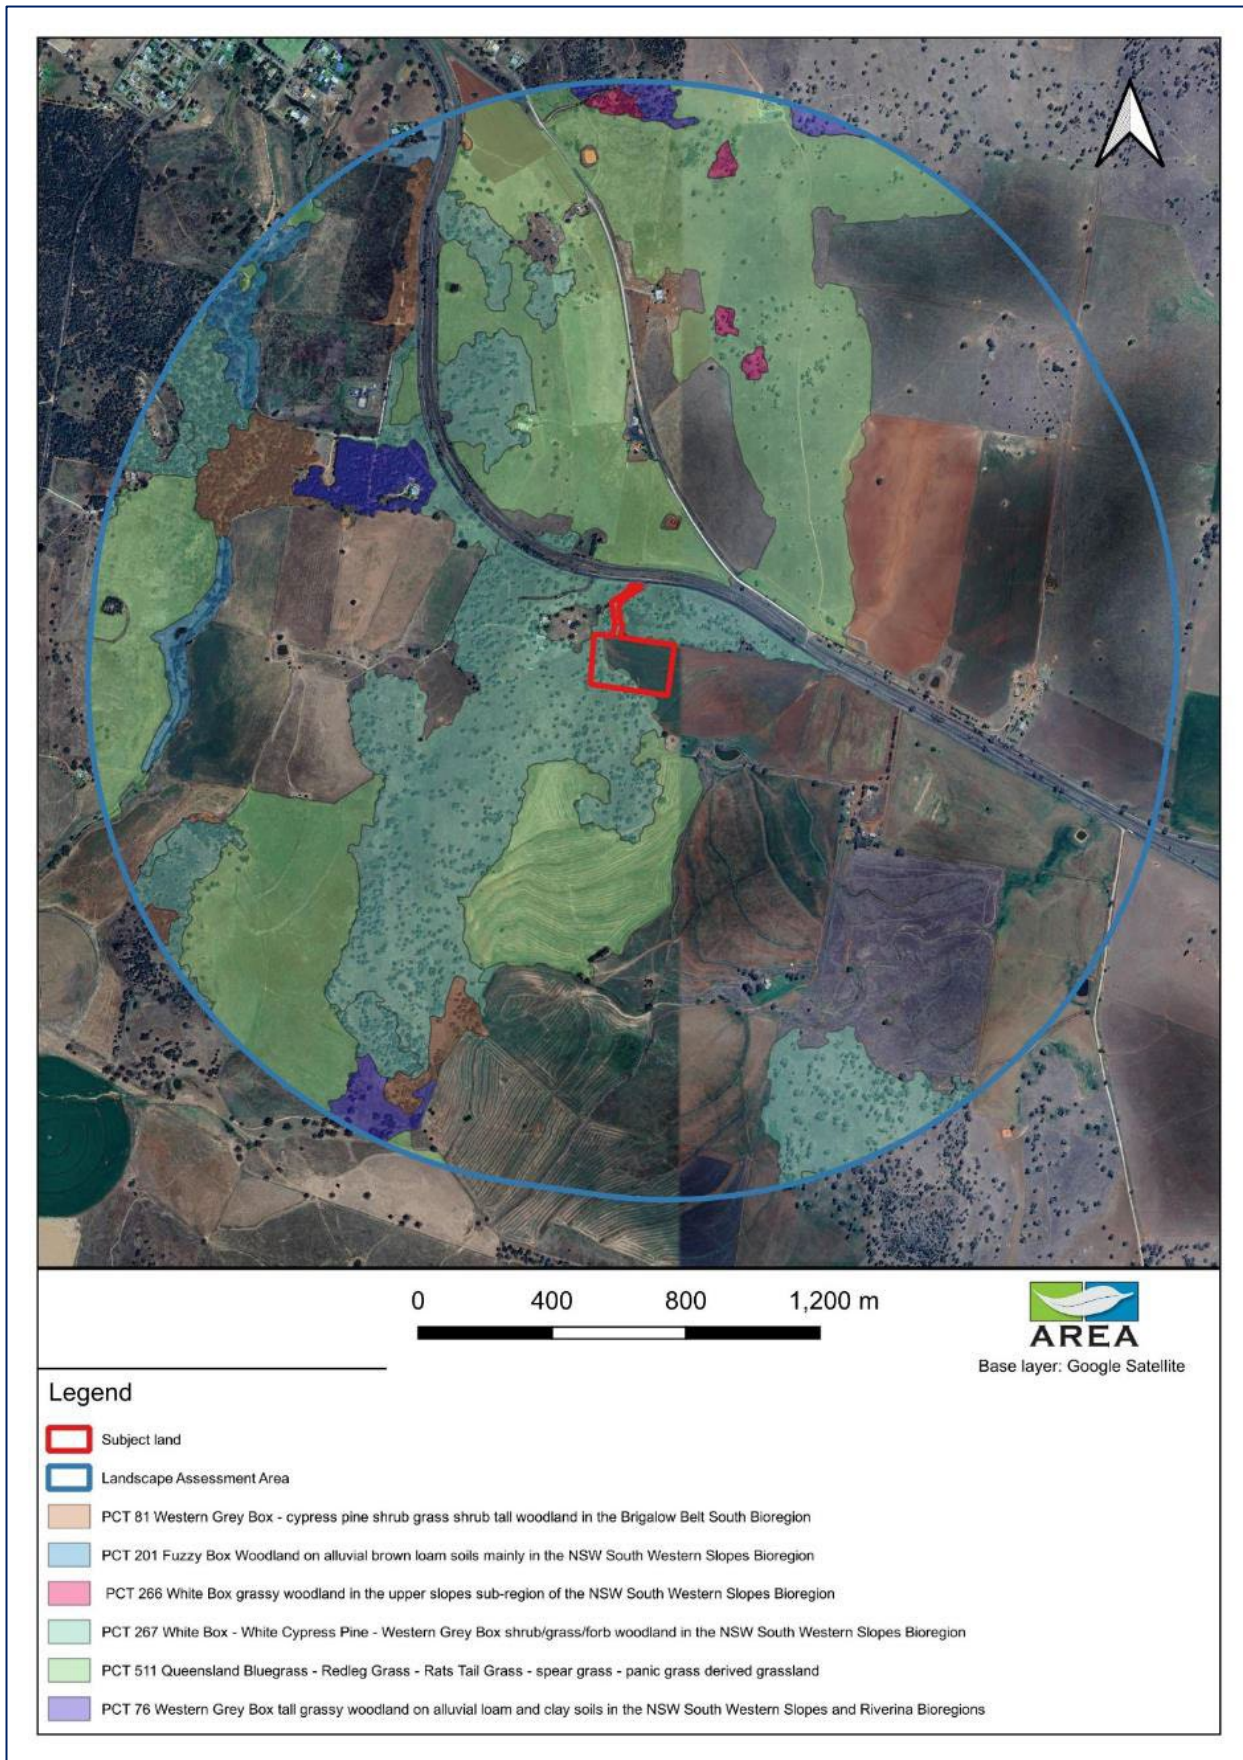 0 400 800 1,200 m
AREA
Base layer: Google Satellite
Legend
Subject land
Landscape Assessment Area
PCT 81 Western Grey Box - cypress pine shrub grass shrub tall woodland in the Brigalow Belt South Bioregion
PCT 201 Fuzzy Box Woodland on alluvial brown loam soils mainly in the NSW South Western Slopes Bioregion
PCT 266 White Box grassy woodland in the upper slopes sub-region of the NSW South Western Slopes Bioregion
PCT 267 White Box - White Cypress Pine - Western Grey Box shrub/grass/forb woodland in the NSW South Western Slopes Bioregion
PCT 511 Queensland Bluegrass - Redleg Grass - Rats Tail Grass - spear grass - panic grass derived grassland
PCT 76 Western Grey Box tall grassy woodland on alluvial loam and clay soils in the NSW South Western Slopes and Riverina Bioregions